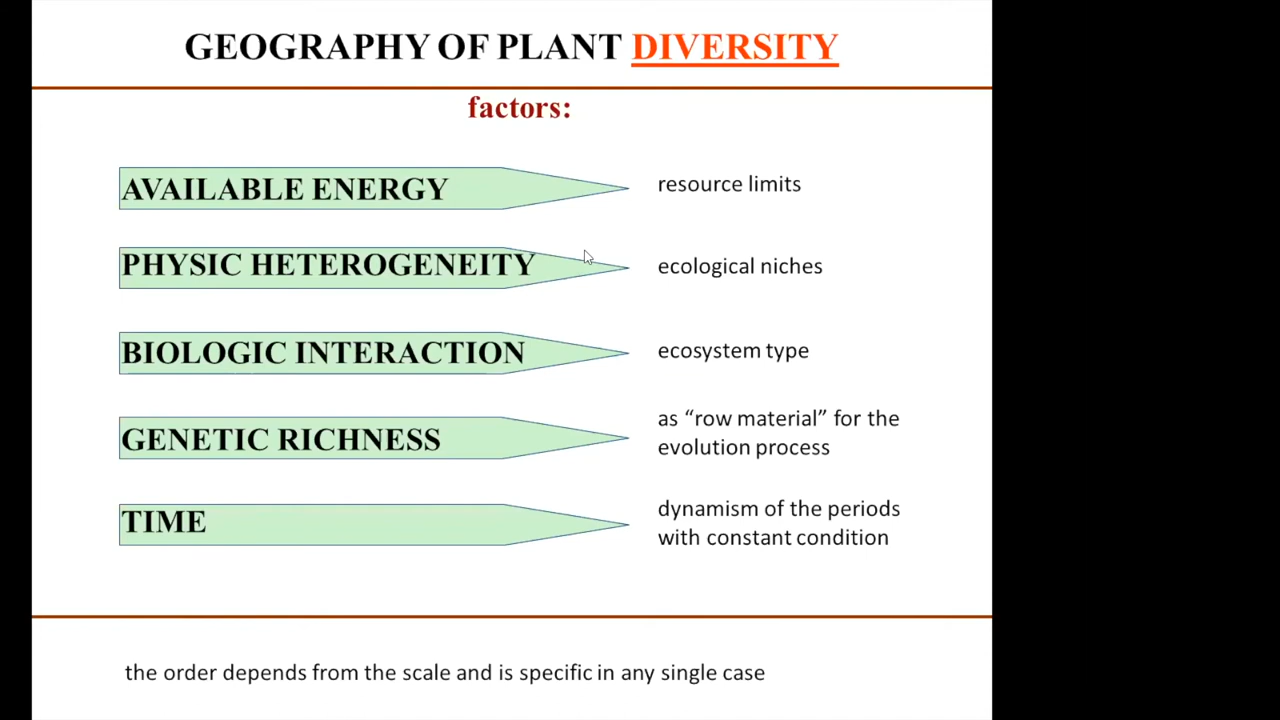 GEOGRAPHY OF PLANT DIVERSITY
factors:
AVAILABLE ENERGY
resource limits
PHYSIC HETEROGENEITY
ecological niches
BIOLOGIC INTERACTION
ecosystem type
GENETIC RICHNESS
as “row material” for the
evolution process
TIME
dynamism of the periods
with constant condition
the order depends from the scale and is specific in any single case